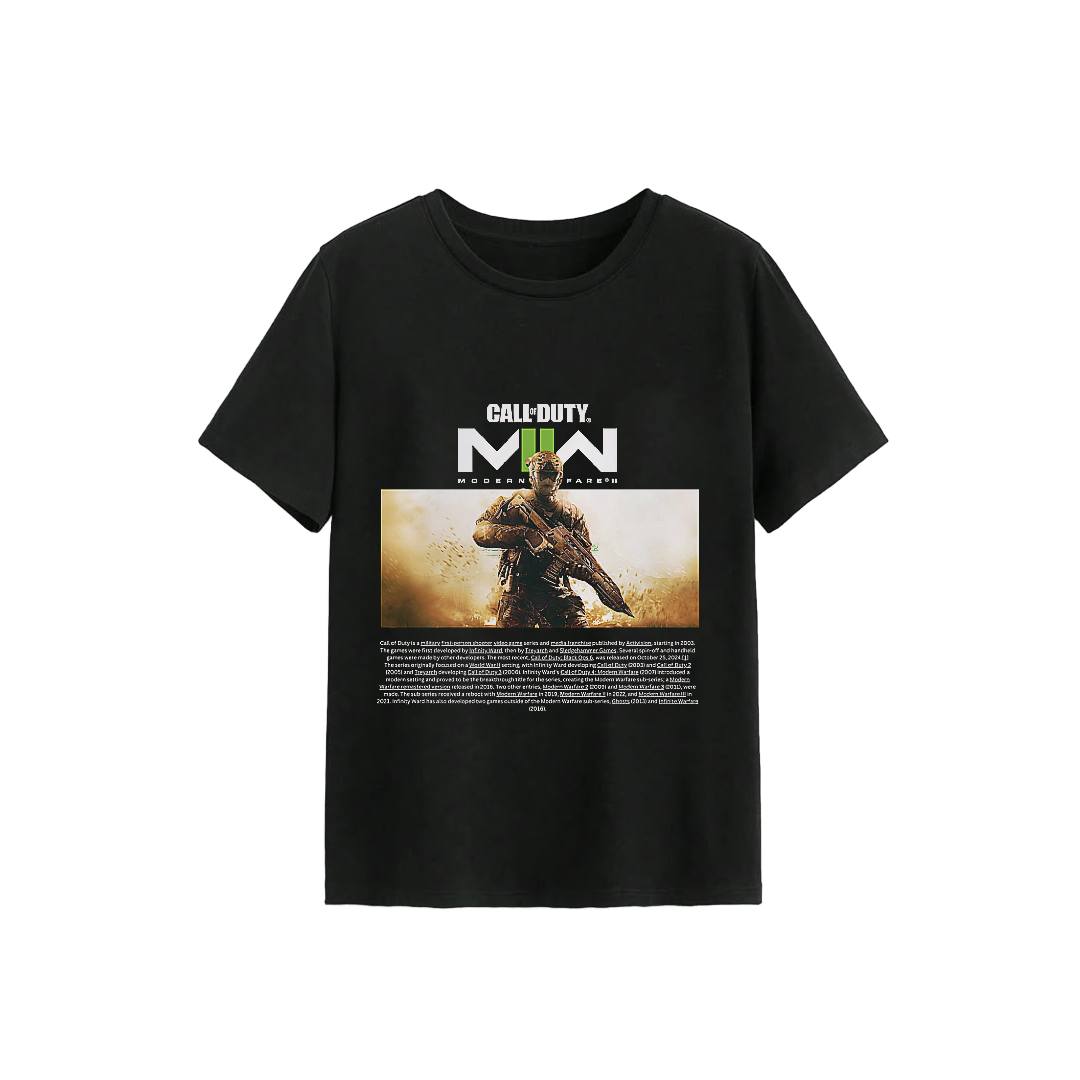 CALL OF DUTY®
MIIW
MODERN FARE® II
Call of Duty is a military first-person shooter video game series and media franchise published by Activision, starting in 2003.
The games were first developed by Infinity Ward, then by Treyarch and Sledgehammer Games. Several spin-off and handheld
games were made by other developers. The most recent, Call of Duty: Black Ops 6, was released on October 25, 2024.[1]
The series originally focused on a World War II setting, with Infinity Ward developing Call of Duty (2003) and Call of Duty 2
(2005) and Treyarch developing Call of Duty 3 (2006). Infinity Ward's Call of Duty 4: Modern Warfare (2007) introduced a
modern setting and proved to be the breakthrough title for the series, creating the Modern Warfare sub-series; a Modern
Warfare remastered version released in 2016. Two other entries, Modern Warfare 2 (2009) and Modern Warfare 3 (2011), were
made. The sub-series received a reboot with Modern Warfare in 2019, Modern Warfare II in 2022, and Modern Warfare III in
2023. Infinity Ward has also developed two games outside of the Modern Warfare sub-series, Ghosts (2013) and Infinite Warfare
(2016).